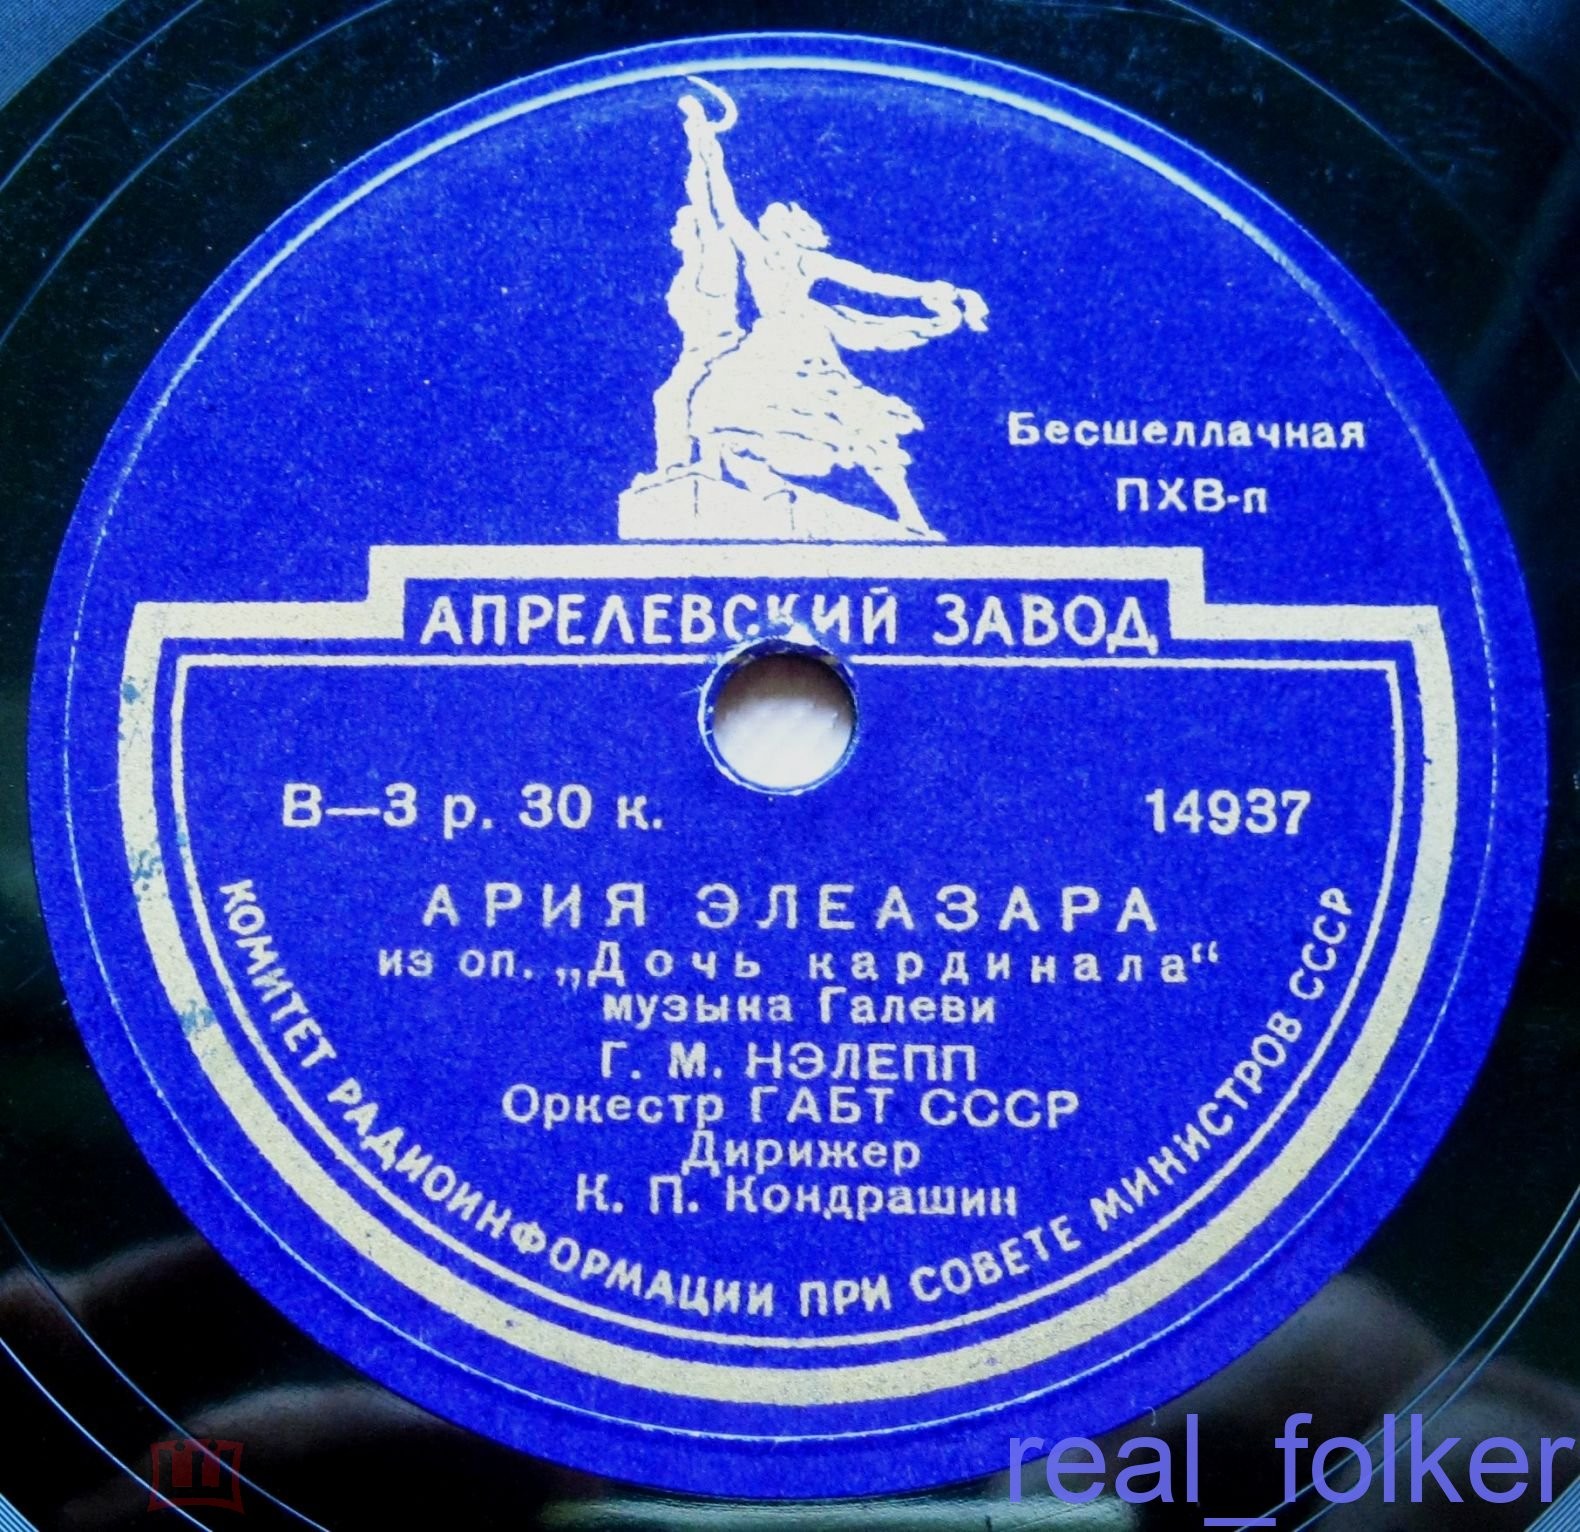 Бесшеллачная
ПХВ-п
АПРЕЛЕВСКИЙ ЗАВОД
В—3 р. 30 к.
14937
АРИЯ ЭЛЕАЗАРА
из оп. „Дочь кардинала“
музыка Галеви
Г. М. НЭЛЕПП
Оркестр ГАБТ СССР
Дирижер
К. П. Кондрашин
КОМИТЕТ РАДИОИНФОРМАЦИИ ПРИ СОВЕТЕ МИНИСТРОВ СССР
real_folker